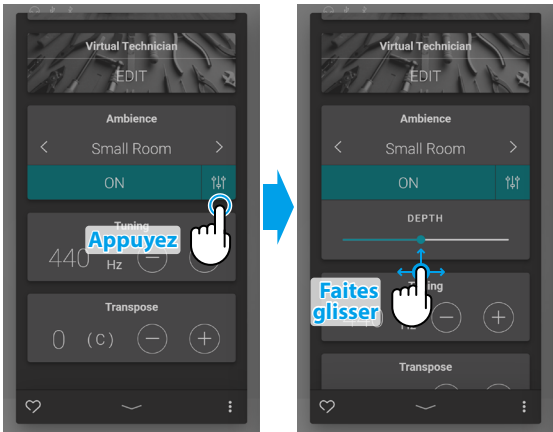 Virtual Technician
EDIT
Ambience
Small Room
ON
Tuning
Appuyez
440
Hz
Transpose
0 (C)
Virtual Technician
EDIT
Ambience
Small Room
ON
DEPTH
Faites
glisser
Hz
Transpose